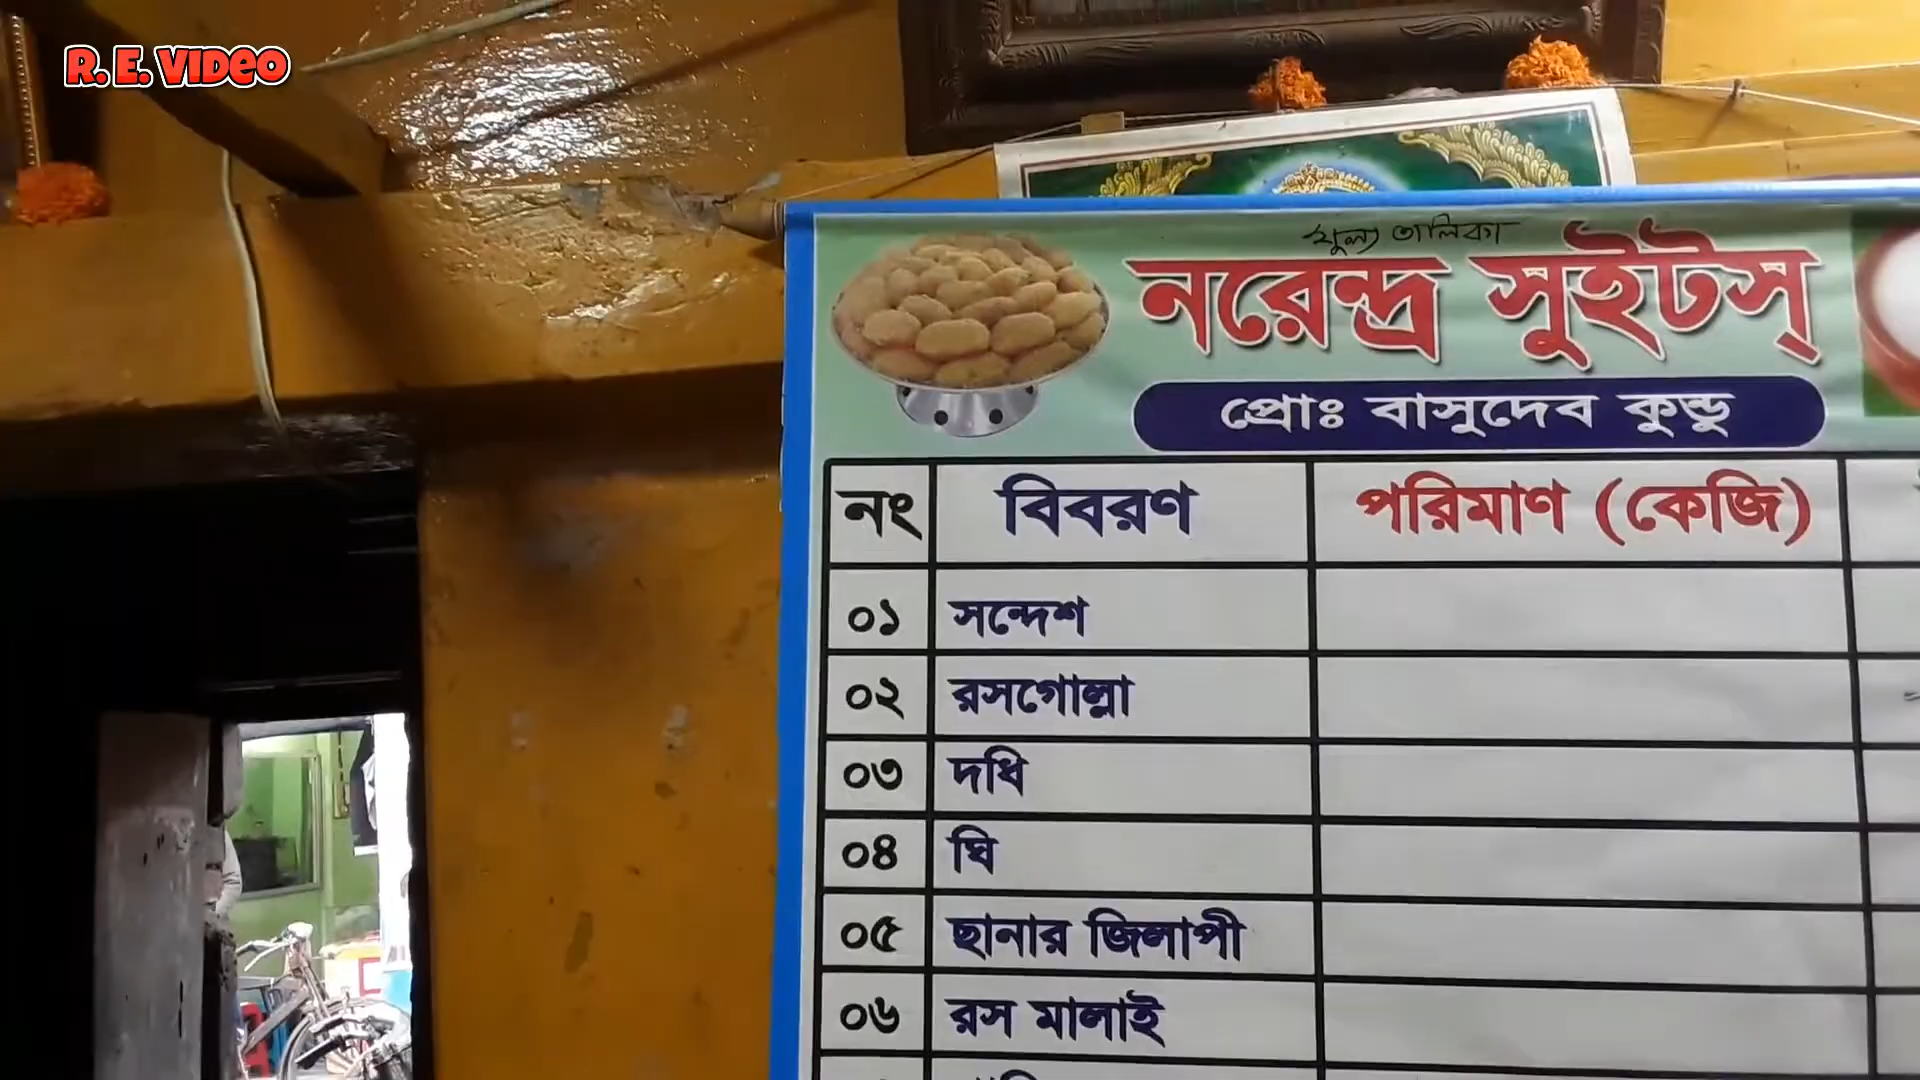 R. E. VIDEO
মূল্য তালিকা
নরেন্দ্র সুইটস্
প্রোঃ বাসুদেব কুন্ডু
নং বিবরণ পরিমাণ (কেজি)
০১ সন্দেশ
০২ রসগোল্লা
০৩ দধি
০৪ ঘি
০৫ ছানার জিলাপী
০৬ রস মালাই